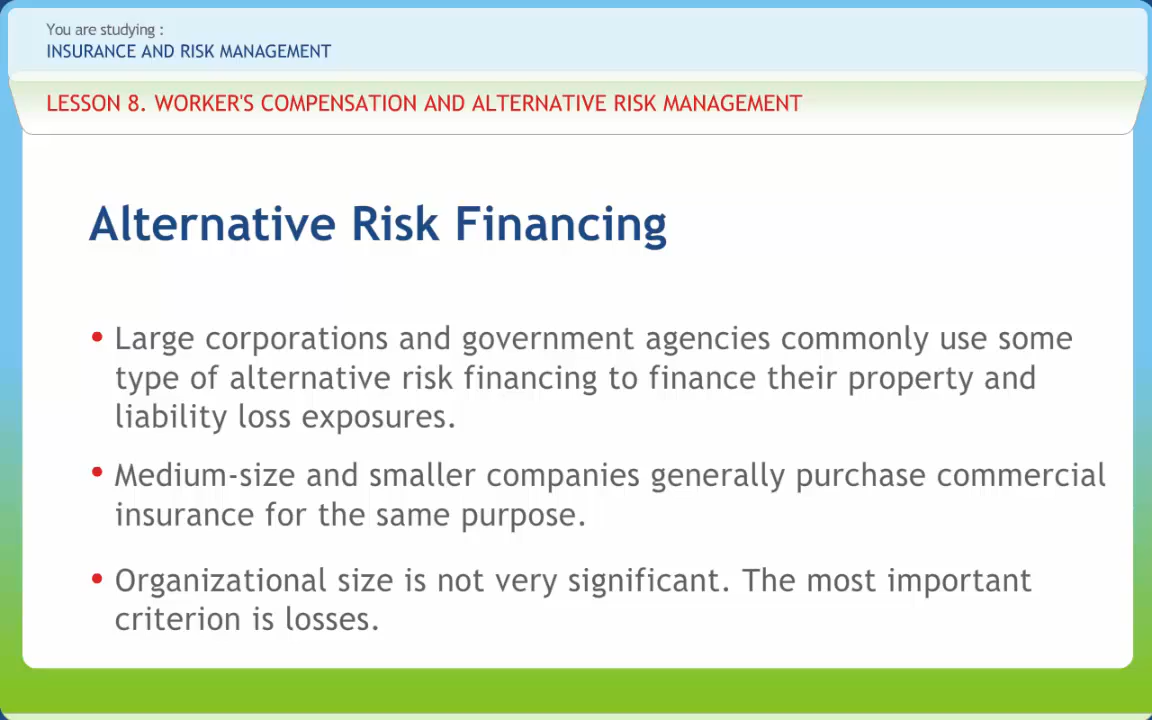 You are studying :
INSURANCE AND RISK MANAGEMENT
LESSON 8. WORKER'S COMPENSATION AND ALTERNATIVE RISK MANAGEMENT
Alternative Risk Financing
• Large corporations and government agencies commonly use some
type of alternative risk financing to finance their property and
liability loss exposures.
• Medium-size and smaller companies generally purchase commercial
insurance for the same purpose.
• Organizational size is not very significant. The most important
criterion is losses.